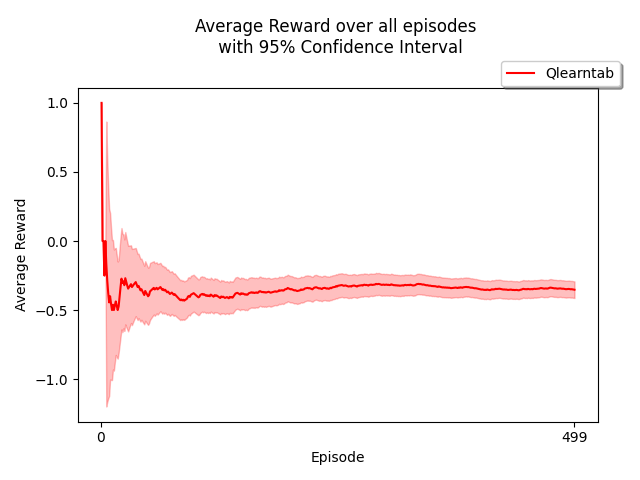 Average Reward over all episodes
with 95% Confidence Interval
Qlearntab
1.0
0.5
0.0
−0.5
−1.0
Average Reward
0
499
Episode